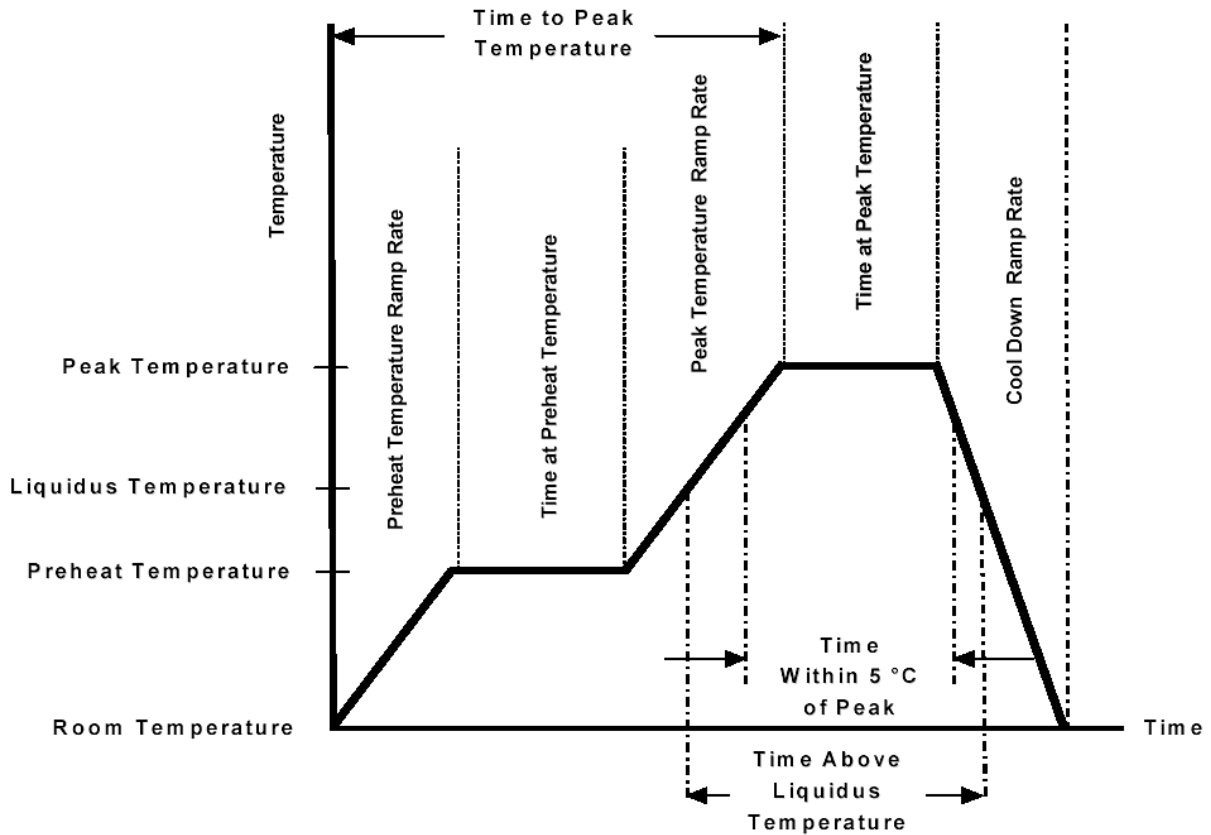 Time to Peak
Temperature
Temperature
Preheat Temperature Ramp Rate
Time at Preheat Temperature
Peak Temperature Ramp Rate
Time at Peak Temperature
Cool Down Ramp Rate
Peak Temperature
Liquidus Temperature
Preheat Temperature
Room Temperature
Time
Within 5 °C
of Peak
Time
Time Above
Liquidus
Temperature